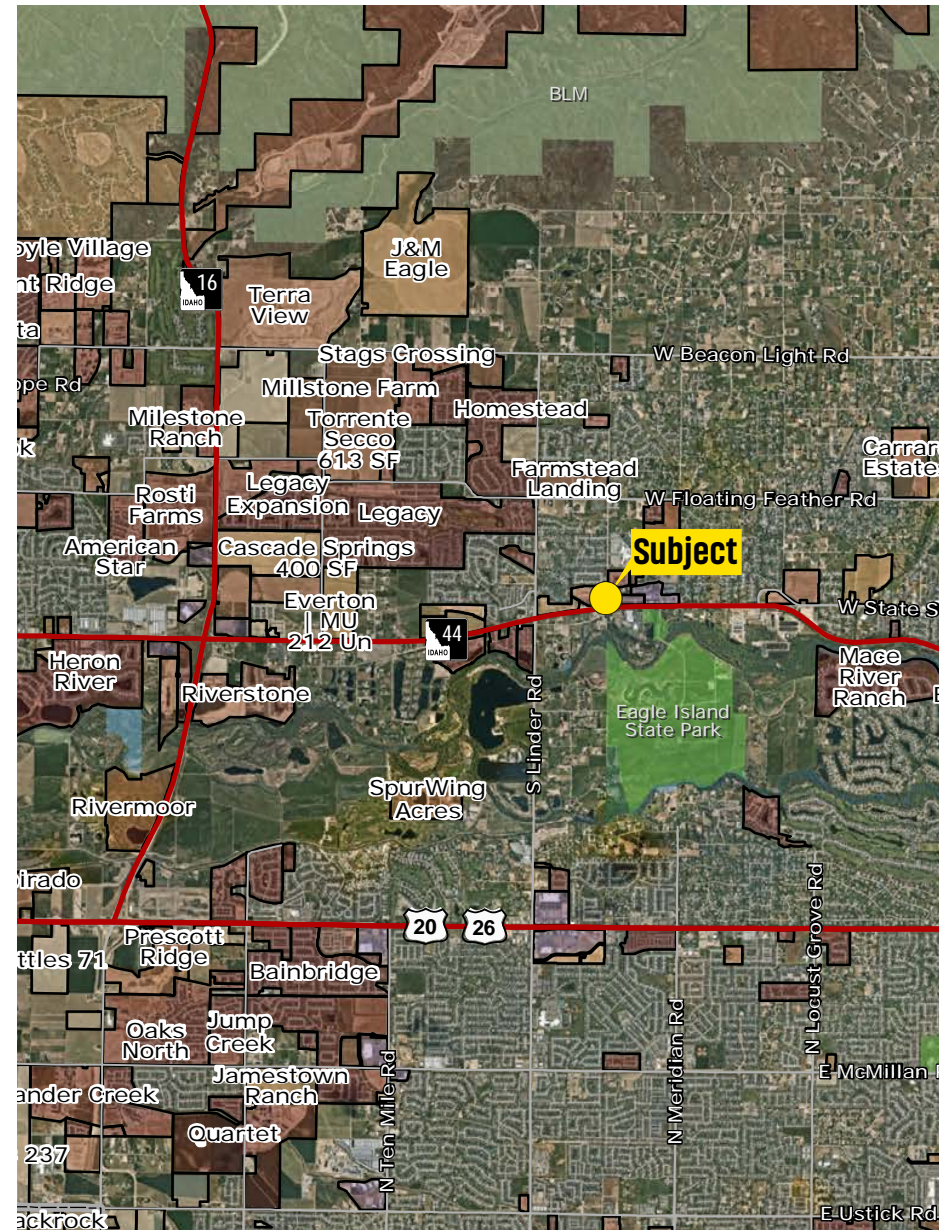 BLM
oyle Village
J&M
Eagle
nt Ridge
16
IDAHO
Terra
View
ta
Stags Crossing
W Beacon Light Rd
ope Rd
Millstone Farm
Milestone
Ranch
Torrente
Secco
613 SF
Homestead
k
Carrar
Estate
Farmstead
Landing
Legacy
Expansion
Legacy
W Floating Feather Rd
Rosti
Farms
American
Star
Cascade Springs
400 SF
Subject
Everton
| MU
212 Un
44
IDAHO
W State S
Heron
River
Riverstone
Mace
River
Ranch
E
S Linder Rd
Eagle Island
State Park
SpurWing
Acres
Rivermoor
pirado
N Locust Grove Rd
20
26
Prescott
Ridge
ttles 71
Bainbridge
Oaks
North
Jump
Creek
N Meridian Rd
N Ten Mile Rd
E McMillan
Jamestown
Ranch
ander Creek
Quartet
237
ackrock
E Ustick Rd